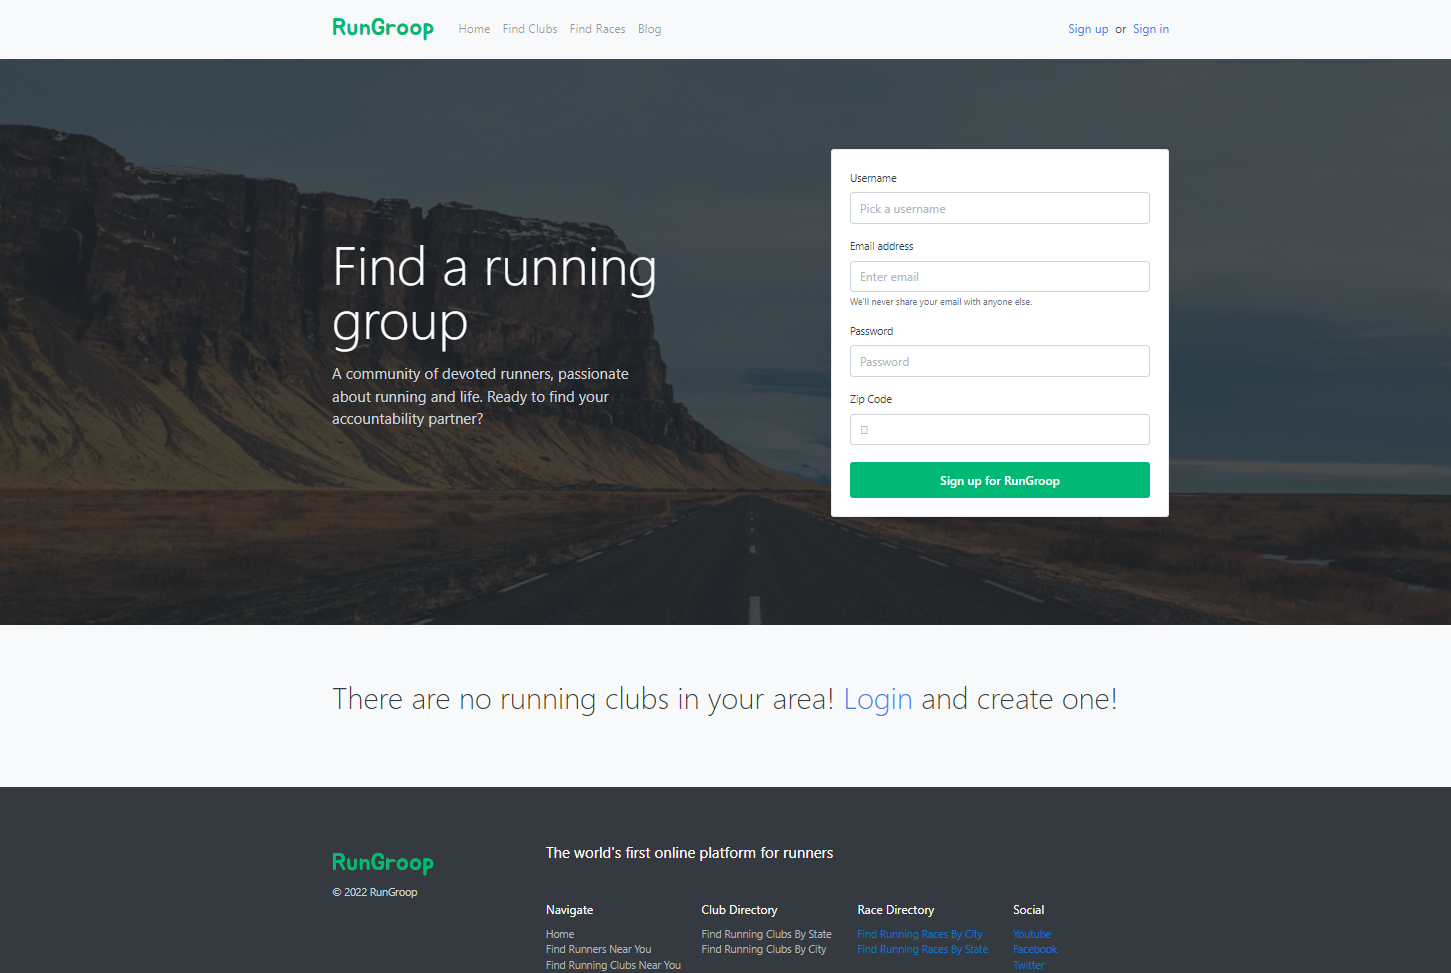 RunGroop Home Find Clubs Find Races Blog Sign up or Sign in
Find a running
group
A community of devoted runners, passionate
about running and life. Ready to find your
accountability partner?
Username
Pick a username
Email address
Enter email
We'll never share your email with anyone else.
Password
Password
Zip Code
Sign up for RunGroop
There are no running clubs in your area! Login and create one!
RunGroop
© 2022 RunGroop
The world's first online platform for runners
Navigate
Home
Find Runners Near You
Find Running Clubs Near You
Club Directory
Find Running Clubs By State
Find Running Clubs By City
Race Directory
Find Running Races By City
Find Running Races By State
Social
Youtube
Facebook
Twitter